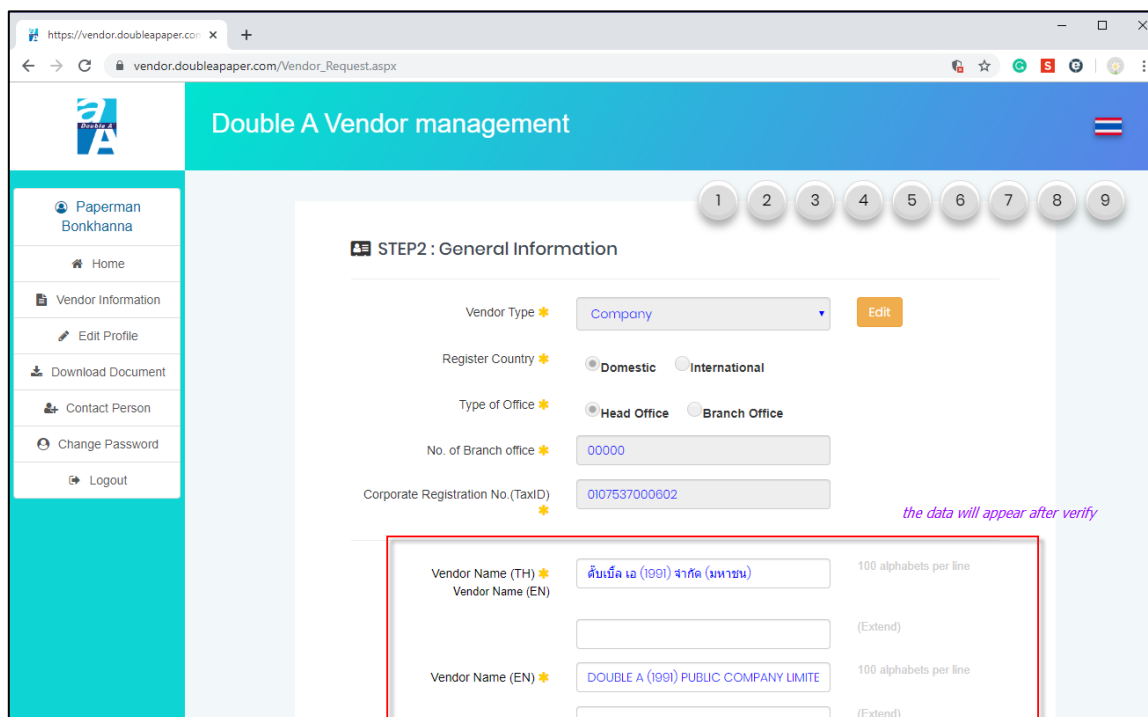 https://vendor.doubleapaper.con
vendor.doubleapaper.com/Vendor_Request.aspx
Double A
Double A Vendor management
Paperman Bonkhanna
Home
Vendor Information
Edit Profile
Download Document
Contact Person
Change Password
Logout
1 2 3 4 5 6 7 8 9
STEP2 : General Information
Vendor Type * Company Edit
Register Country * Domestic International
Type of Office * Head Office Branch Office
No. of Branch office * 00000
Corporate Registration No.(TaxID) * 0107537000602
the data will appear after verify
Vendor Name (TH) * ดั๊บเบิ้ล เอ (1991) จำกัด (มหาชน) 100 alphabets per line
Vendor Name (EN)
(Extend)
Vendor Name (EN) * DOUBLE A (1991) PUBLIC COMPANY LIMITE 100 alphabets per line
(Extend)